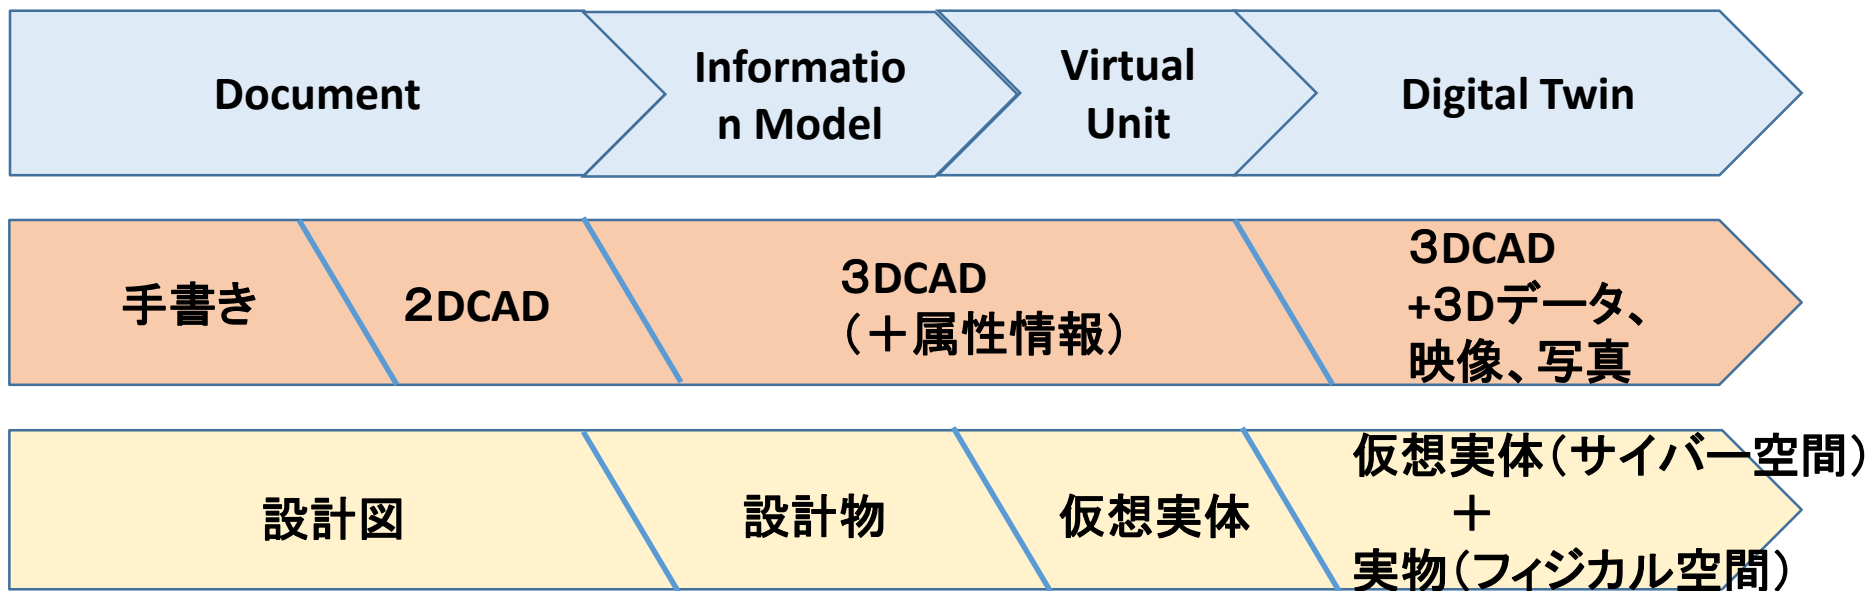 Document
Informatio
n Model
Virtual
Unit
Digital Twin
手書き
２DCAD
３DCAD
（＋属性情報）
３DCAD
+３Dデータ、
映像、写真
設計図
設計物
仮想実体
仮想実体（サイバー空間）
＋
実物（フィジカル空間）